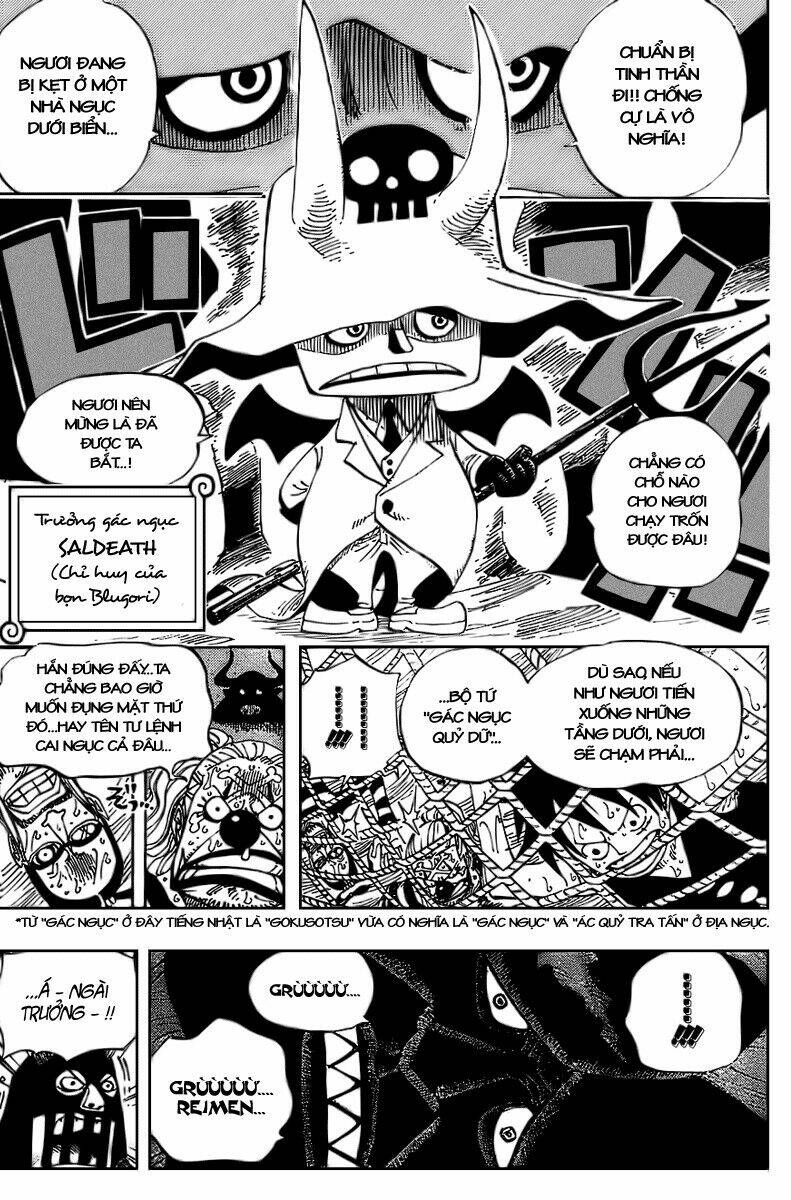 NGƯƠI ĐANG
BỊ KẸT Ở MỘT
NHÀ NGỤC
DƯỚI BIỂN...
CHUẨN BỊ
TINH THẦN
ĐI!! CHỐNG
CỰ LÀ VÔ
NGHĨA!
NGƯƠI NÊN
MỪNG LÀ ĐÃ
ĐƯỢC TA
BẮT...!
CHẲNG CÓ
CHỖ NÀO
CHO NGƯƠI
CHẠY TRỐN
ĐƯỢC ĐÂU!
Trưởng gác ngục
SALDEATH
(Chỉ huy của
bọn Blugori)
HẮN ĐÚNG ĐẤY...TA
CHẲNG BAO GIỜ
MUỐN ĐỤNG MẶT THỨ
ĐÓ...HAY TÊN TƯ LỆNH
CAI NGỤC CẢ ĐÂU...
DÙ SAO, NẾU
NHƯ NGƯƠI TIẾN
XUỐNG NHỮNG
TẦNG DƯỚI, NGƯƠI
SẼ CHẠM PHẢI...
...BỘ TỨ
"GÁC NGỤC
QUỶ DỮ"...
*TỪ "GÁC NGỤC" Ở ĐÂY TIẾNG NHẬT LÀ "GOKUSOTSU" VỪA CÓ NGHĨA LÀ "GÁC NGỤC" VÀ "ÁC QUỶ TRA TẤN" Ở ĐỊA NGỤC.
...Á - NGÀI
TRƯỞNG - !!
GRÙÙÙÙỪ....
GRÙÙÙÙỪ....
REJMEN...